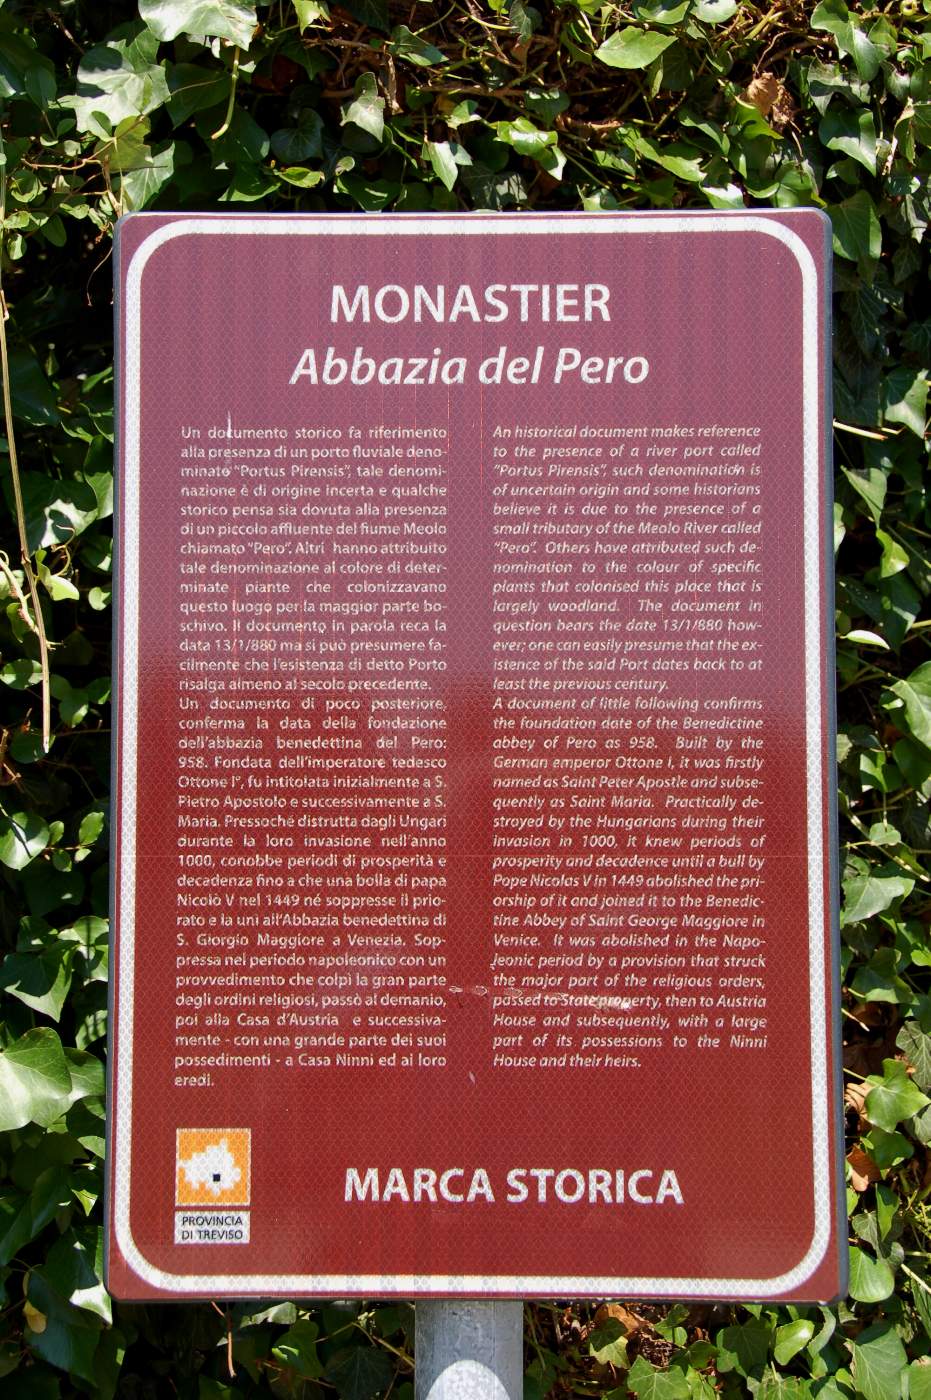 MONASTIER
Abbazia del Pero
Un documento storico fa riferimento
alla presenza di un porto fluviale deno-
minato “Portus Pirensis”, tale denomi-
nazione è di origine incerta e qualche
storico pensa sia dovuta alla presenza
di un piccolo affluente del fiume Meolo
chiamato “Pero”. Altri hanno attribuito
tale denominazione al colore di deter-
minate piante che colonizzavano
questo luogo per la maggior parte bo-
schivo. Il documento in parola reca la
data 13/1/880 ma si può presumere fa-
cilmente che l’esistenza di detto Porto
risalga almeno al secolo precedente.
Un documento di poco posteriore,
conferma la data della fondazione
dell’abbazia benedettina del Pero:
958. Fondata dell’imperatore tedesco
Ottone I°, fu intitolata inizialmente a S.
Pietro Apostolo e successivamente a S.
Maria. Pressoché distrutta dagli Ungari
durante la loro invasione nell’anno
1000, conobbe periodi di prosperità e
decadenza fino a che una bolla di papa
Nicolò V nel 1449 né soppresse il prio-
rato e la uni all’Abbazia benedettina di
S. Giorgio Maggiore a Venezia. Sop-
pressa nel periodo napoleonico con un
provvedimento che colpì la gran parte
degli ordini religiosi, passò al demanio,
poi alla Casa d’Austria e successiva-
mente - con una grande parte dei suoi
possedimenti - a Casa Ninni ed ai loro
eredi.
An historical document makes reference
to the presence of a river port called
“Portus Pirensis”, such denomination is
of uncertain origin and some historians
believe it is due to the presence of a
small tributary of the Meolo River called
“Pero”. Others have attributed such de-
nomination to the colour of specific
plants that colonised this place that is
largely woodland. The document in
question bears the date 13/1/880 how-
ever; one can easily presume that the ex-
istence of the said Port dates back to at
least the previous century.
A document of little following confirms
the foundation date of the Benedictine
abbey of Pero as 958. Built by the
German emperor Ottone I, it was firstly
named as Saint Peter Apostle and subse-
quently as Saint Maria. Practically de-
stroyed by the Hungarians during their
invasion in 1000, it knew periods of
prosperity and decadence until a bull by
Pope Nicolas V in 1449 abolished the pri-
orship of it and joined it to the Benedic-
tine Abbey of Saint George Maggiore in
Venice. It was abolished in the Napo-
leonic period by a provision that struck
the major part of the religious orders,
passed to State property, then to Austria
House and subsequently, with a large
part of its possessions to the Ninni
House and their heirs.
PROVINCIA
DI TREVISO
MARCA STORICA